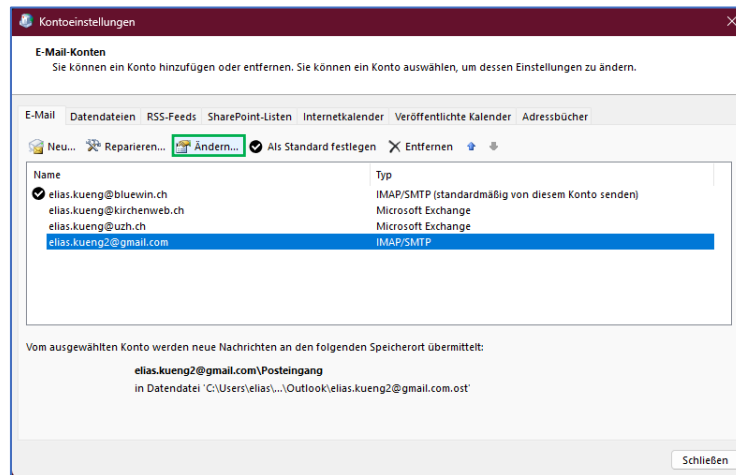 Kontoeinstellungen
E-Mail-Konten
Sie können ein Konto hinzufügen oder entfernen. Sie können ein Konto auswählen, um dessen Einstellungen zu ändern.
E-Mail Datendateien RSS-Feeds SharePoint-Listen Internetkalender Veröffentlichte Kalender Adressbücher
Neu... Reparieren... Ändern... Als Standard festlegen Entfernen
Name Typ
elias.kueng@bluewin.ch IMAP/SMTP (standardmäßig von diesem Konto senden)
elias.kueng@kirchenweb.ch Microsoft Exchange
elias.kueng@uzh.ch Microsoft Exchange
elias.kueng2@gmail.com IMAP/SMTP
Vom ausgewählten Konto werden neue Nachrichten an den folgenden Speicherort übermittelt:
elias.kueng2@gmail.com\Posteingang
in Datendatei 'C:\Users\elias\...\Outlook\elias.kueng2@gmail.com.ost'
Schließen